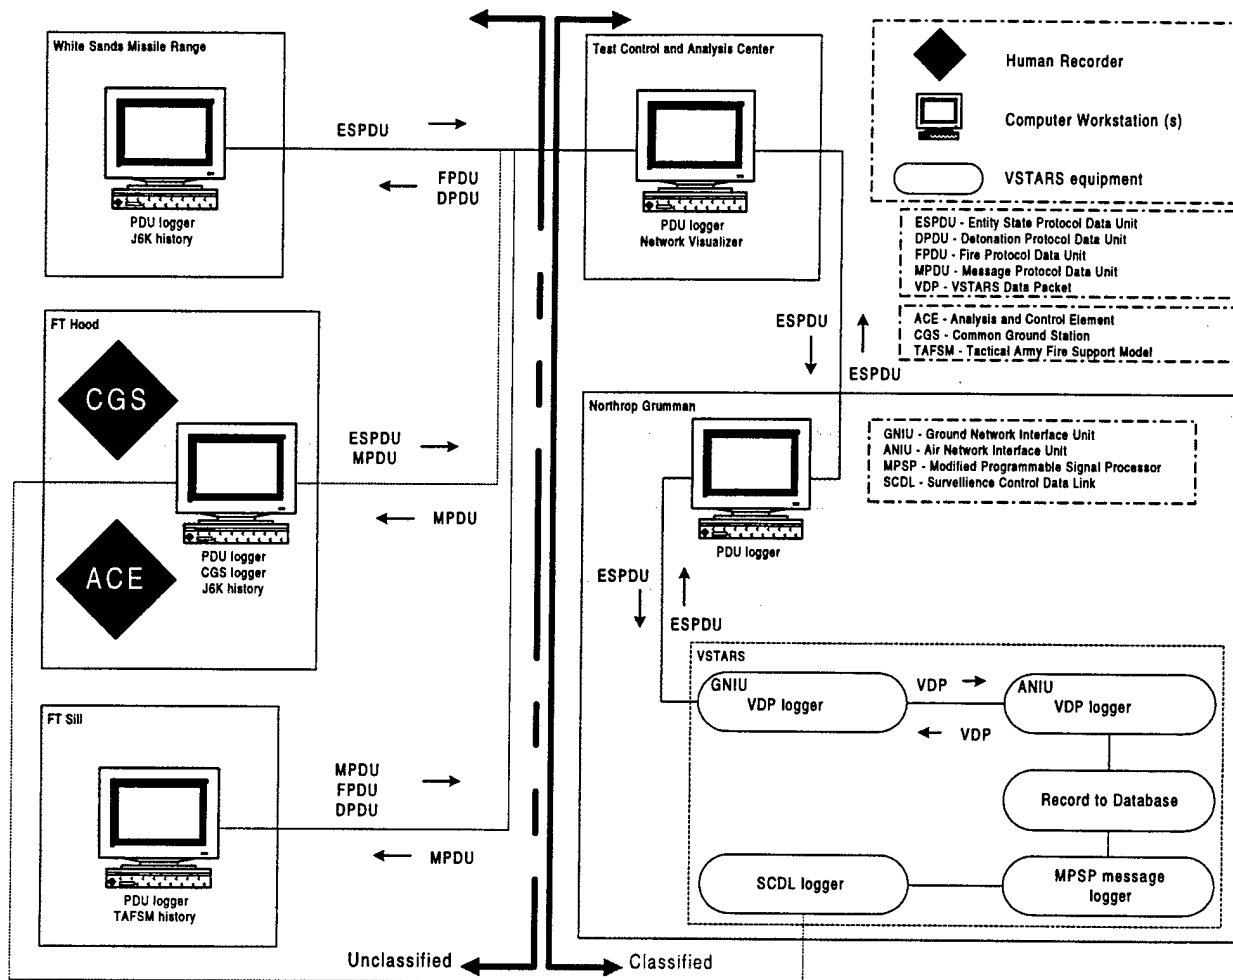 White Sands Missile Range
ESPDU
FPDU
DPDU
PDU logger
J6K history
FT Hood
CGS
ACE
ESPDU
MPDU
MPDU
PDU logger
CGS logger
J6K history
FT Sill
MPDU
FPDU
DPDU
MPDU
PDU logger
TAFSM history
Unclassified
Classified
Test Control and Analysis Center
PDU logger
Network Visualizer
ESPDU
ESPDU
Human Recorder
Computer Workstation (s)
VSTARS equipment
ESPDU - Entity State Protocol Data Unit
DPDU - Detonation Protocol Data Unit
FPDU - Fire Protocol Data Unit
MPDU - Message Protocol Data Unit
VDP - VSTARS Data Packet
ACE - Analysis and Control Element
CGS - Common Ground Station
TAFSM - Tactical Army Fire Support Model
Northrop Grumman
GNIU - Ground Network Interface Unit
ANIU - Air Network Interface Unit
MPSP - Modified Programmable Signal Processor
SCDL - Survellience Control Data Link
PDU logger
ESPDU
ESPDU
VSTARS
GNIU
VDP logger
VDP
VDP
ANIU
VDP logger
Record to Database
SCDL logger
MPSP message
logger